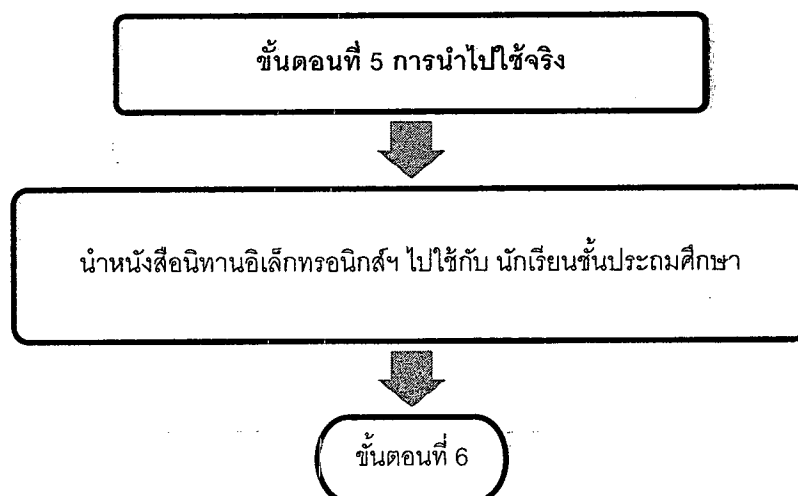 ขั้นตอนที่ 5 การนำไปใช้จริง
นำหนังสือนิทานอิเล็กทรอนิกส์ฯ ไปใช้กับ นักเรียนชั้นประถมศึกษา
ขั้นตอนที่ 6